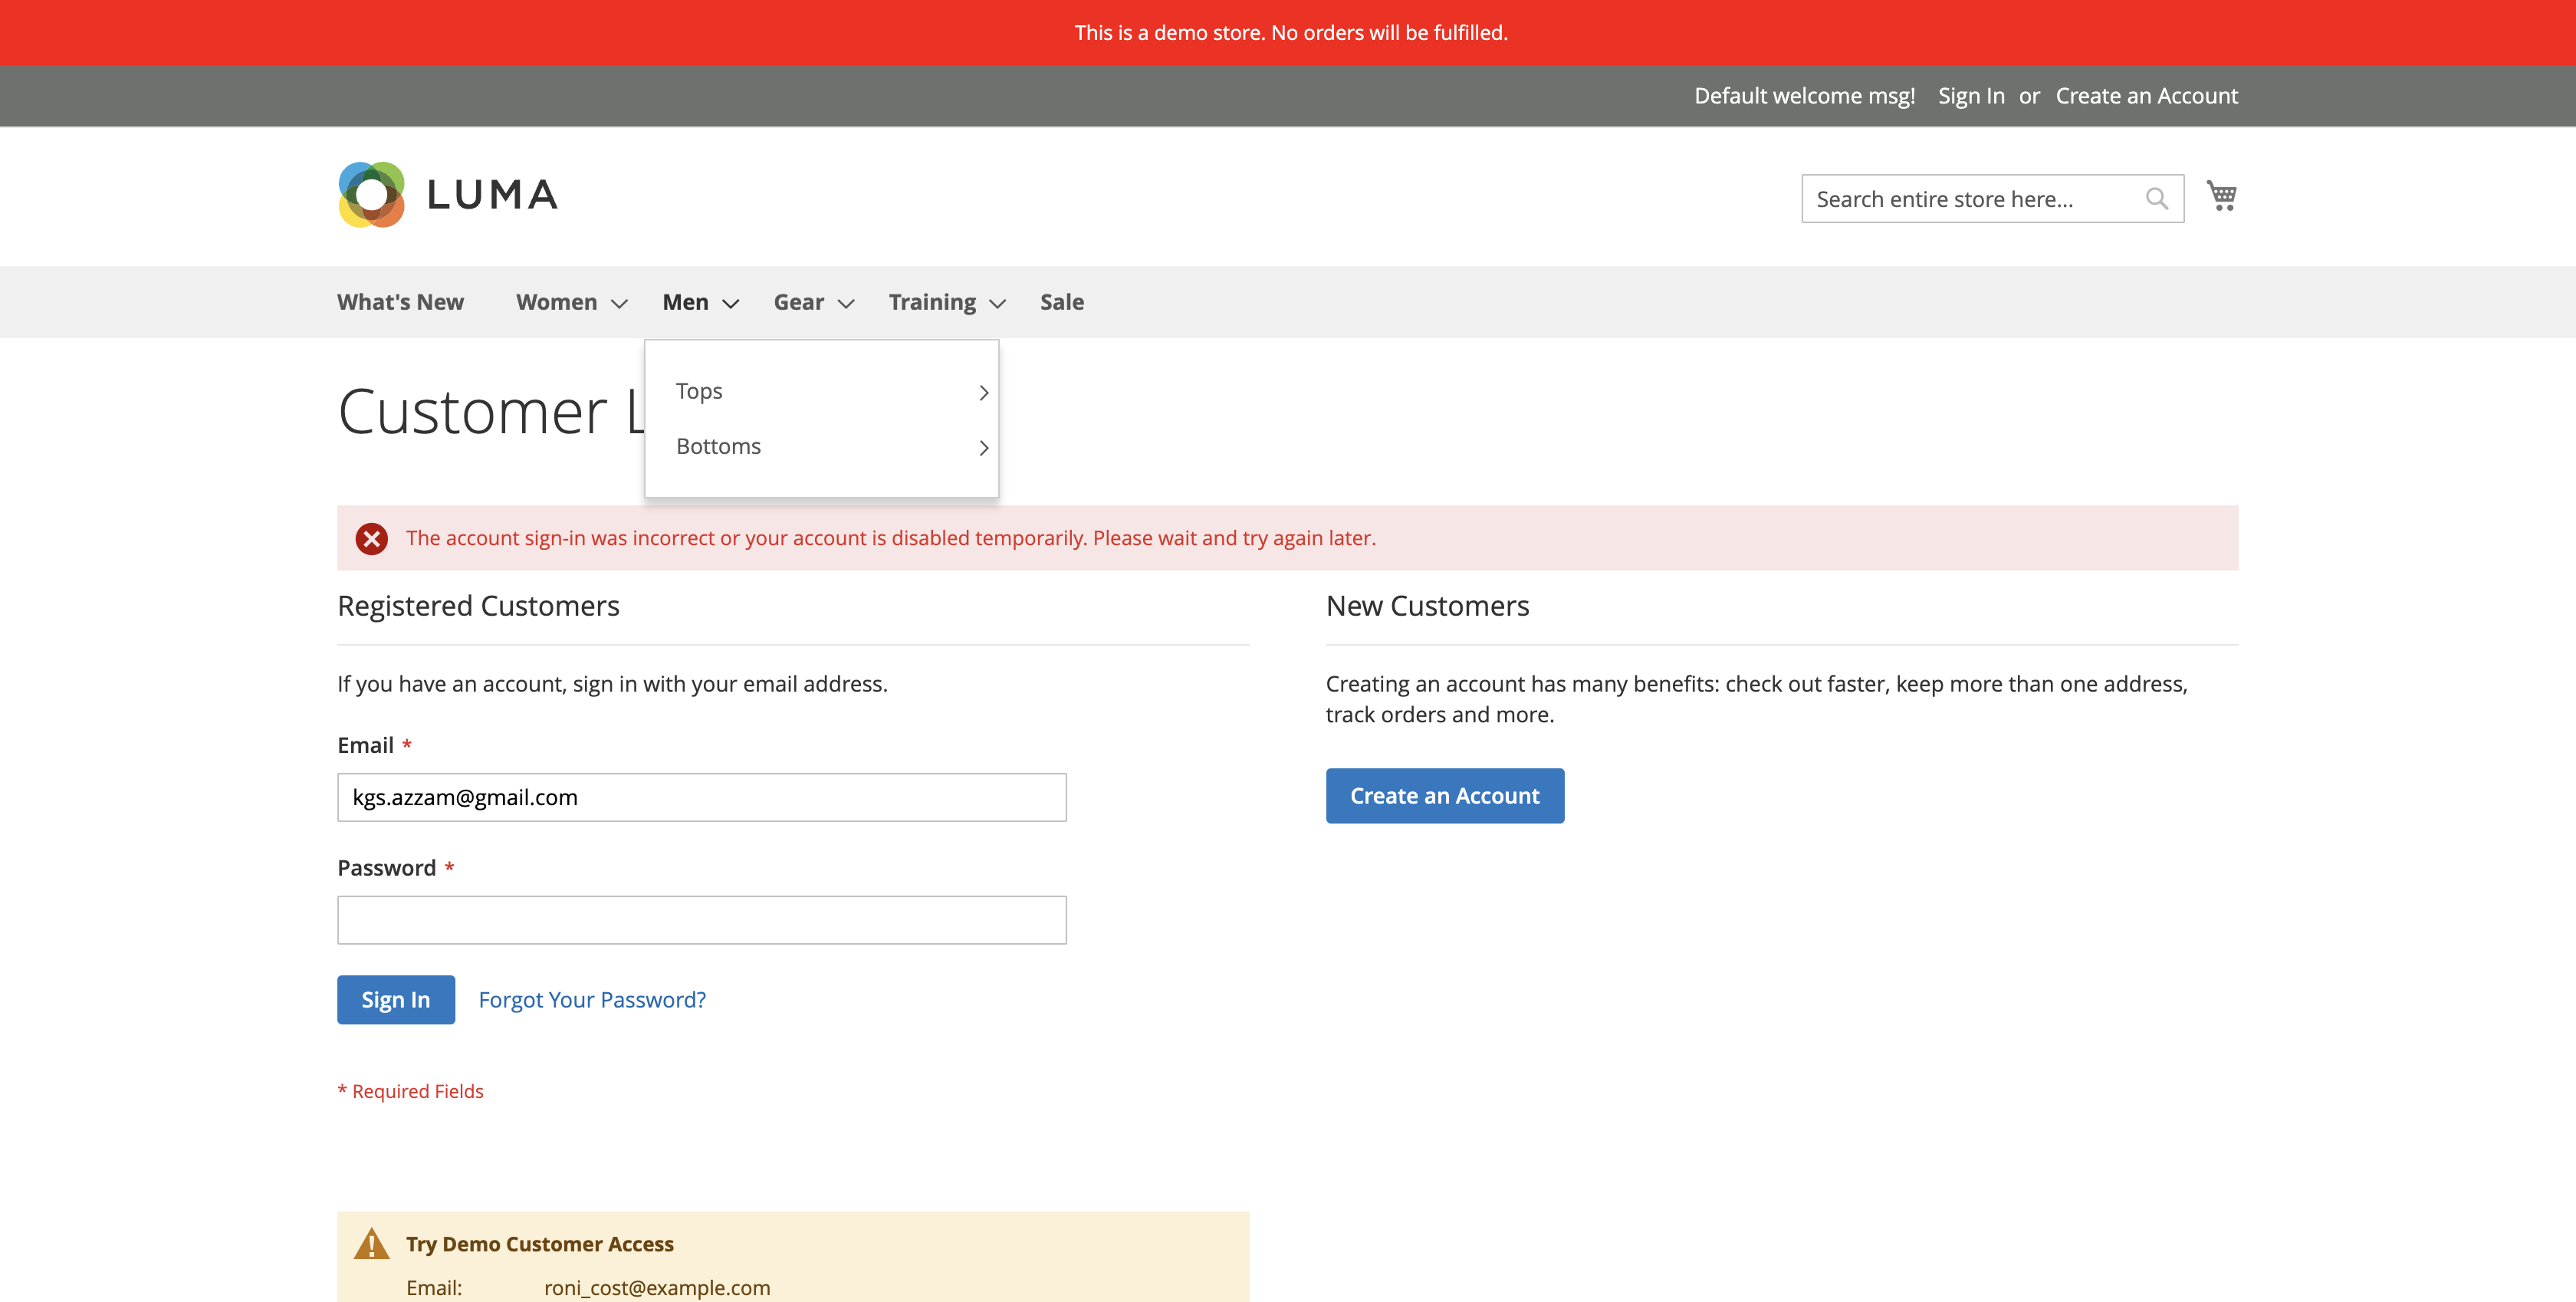 This is a demo store. No orders will be fulfilled.
Default welcome msg! Sign In or Create an Account
LUMA
Search entire store here...
What's New Women Men Gear Training Sale
Tops
Bottoms
Customer L
The account sign-in was incorrect or your account is disabled temporarily. Please wait and try again later.
Registered Customers
If you have an account, sign in with your email address.
Email *
kgs.azzam@gmail.com
Password *
Sign In Forgot Your Password?
* Required Fields
New Customers
Creating an account has many benefits: check out faster, keep more than one address,
track orders and more.
Create an Account
Try Demo Customer Access
Email: roni_cost@example.com